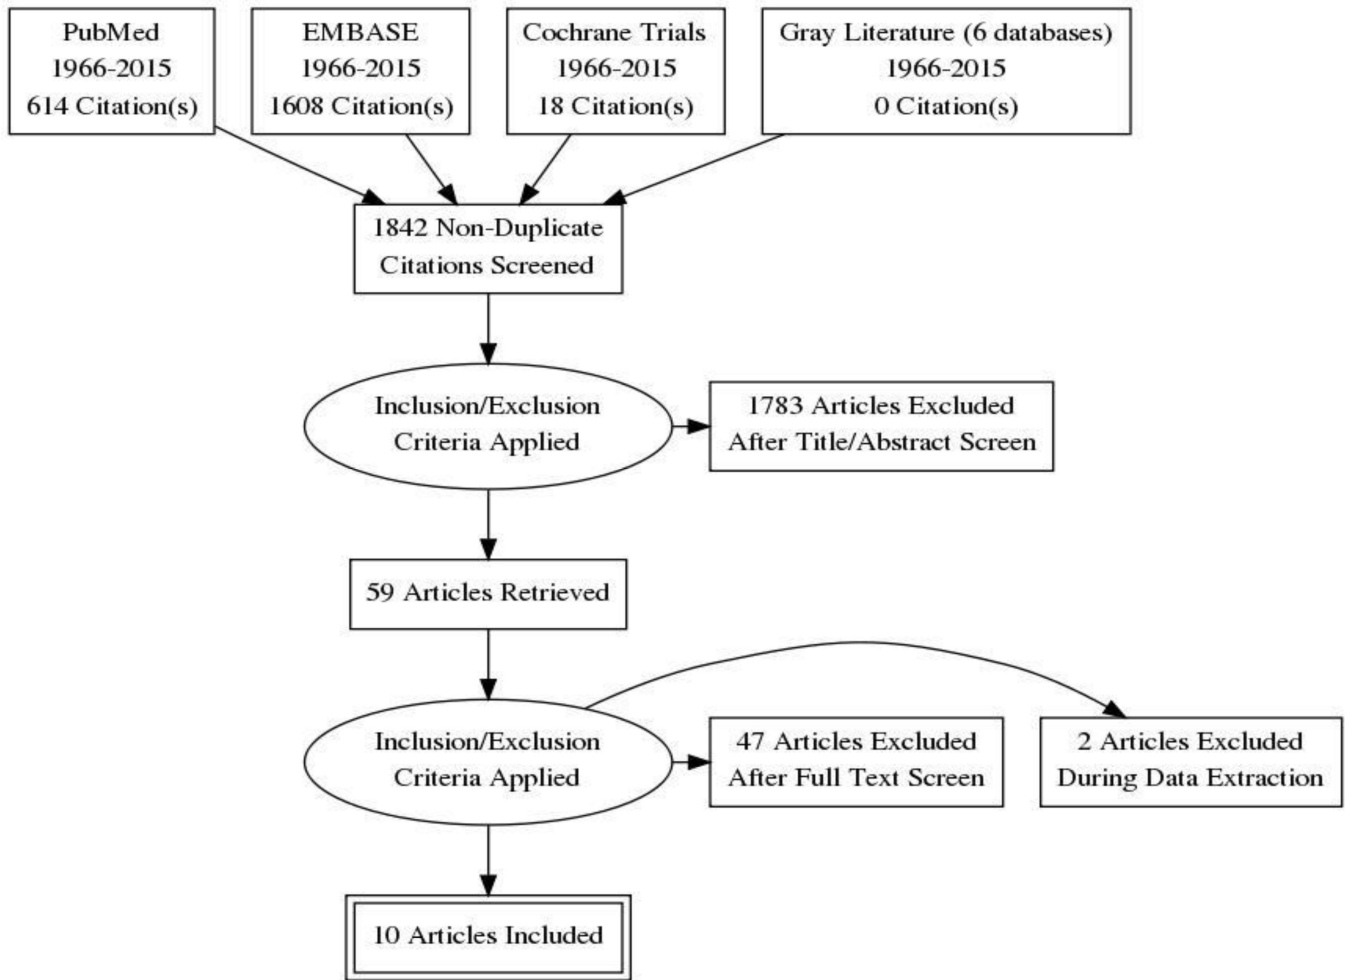 PubMed
1966-2015
614 Citation(s)
EMBASE
1966-2015
1608 Citation(s)
Cochrane Trials
1966-2015
18 Citation(s)
Gray Literature (6 databases)
1966-2015
0 Citation(s)
1842 Non-Duplicate
Citations Screened
Inclusion/Exclusion
Criteria Applied
1783 Articles Excluded
After Title/Abstract Screen
59 Articles Retrieved
Inclusion/Exclusion
Criteria Applied
47 Articles Excluded
After Full Text Screen
2 Articles Excluded
During Data Extraction
10 Articles Included